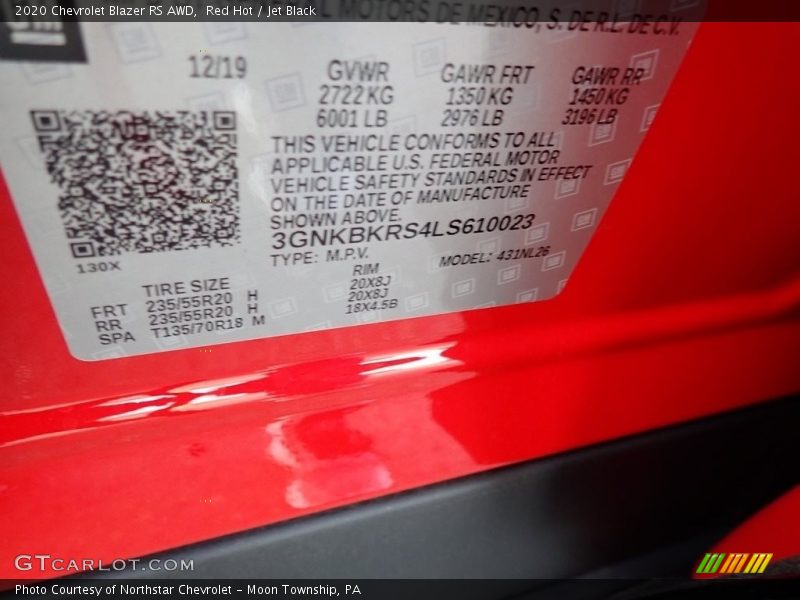 2020 Chevrolet Blazer RS AWD, Red Hot / Jet Black
MOTORS DE MEXICO, S. DE R.L. DE C.V.
12/19
GVWR GAWR FRT GAWR RR
2722 KG 1350 KG 1450 KG
6001 LB 2976 LB 3196 LB
THIS VEHICLE CONFORMS TO ALL
APPLICABLE U.S. FEDERAL MOTOR
VEHICLE SAFETY STANDARDS IN EFFECT
ON THE DATE OF MANUFACTURE
SHOWN ABOVE.
3GNKBKRS4LS610023
TYPE: M.P.V. MODEL: 431NL26
130X
TIRE SIZE RIM
FRT 235/55R20 H 20X8J
RR 235/55R20 H 20X8J
SPA T135/70R18 M 18X4.5B
GTCARLOT.COM
Photo Courtesy of Northstar Chevrolet - Moon Township, PA